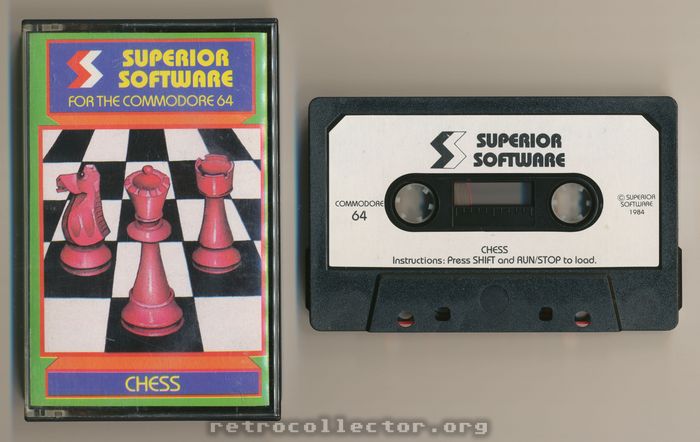 SUPERIOR
SOFTWARE
FOR THE COMMODORE 64
CHESS
SUPERIOR
SOFTWARE
COMMODORE
64
© SUPERIOR
SOFTWARE
1984
CHESS
Instructions: Press SHIFT and RUN/STOP to load.
retrocollector.org